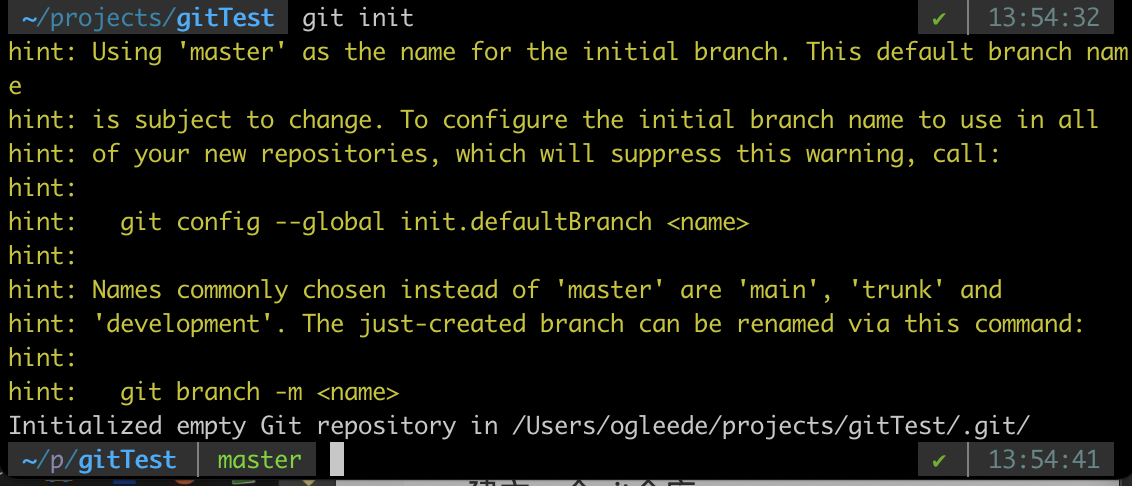 ~/projects/gitTest git init ✔ 13:54:32
hint: Using 'master' as the name for the initial branch. This default branch nam
e
hint: is subject to change. To configure the initial branch name to use in all
hint: of your new repositories, which will suppress this warning, call:
hint:
hint:   git config --global init.defaultBranch <name>
hint:
hint: Names commonly chosen instead of 'master' are 'main', 'trunk' and
hint: 'development'. The just-created branch can be renamed via this command:
hint:
hint:   git branch -m <name>
Initialized empty Git repository in /Users/ogleede/projects/gitTest/.git/
~/p/gitTest master ✔ 13:54:41